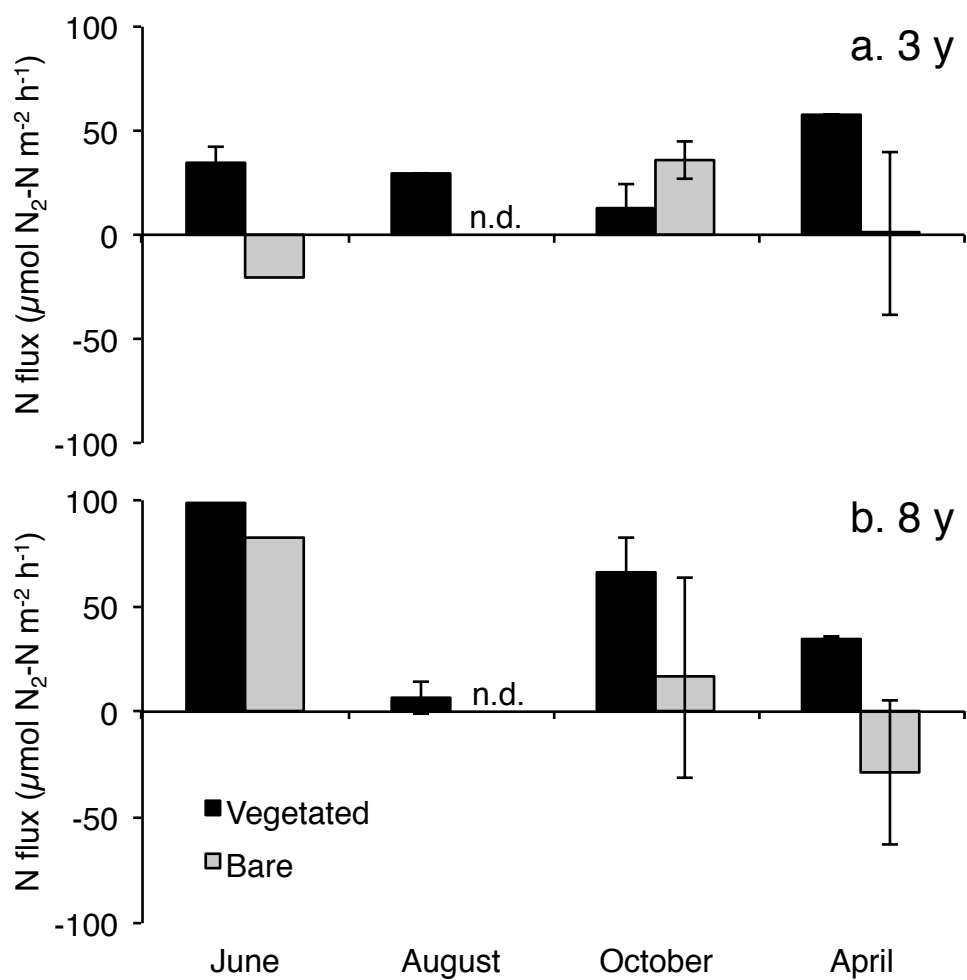 a. 3 y
N flux (µmol N₂-N m⁻² h⁻¹)
100
50
0
-50
-100
n.d.
b. 8 y
N flux (µmol N₂-N m⁻² h⁻¹)
100
50
0
-50
-100
n.d.
Vegetated
Bare
June August October April